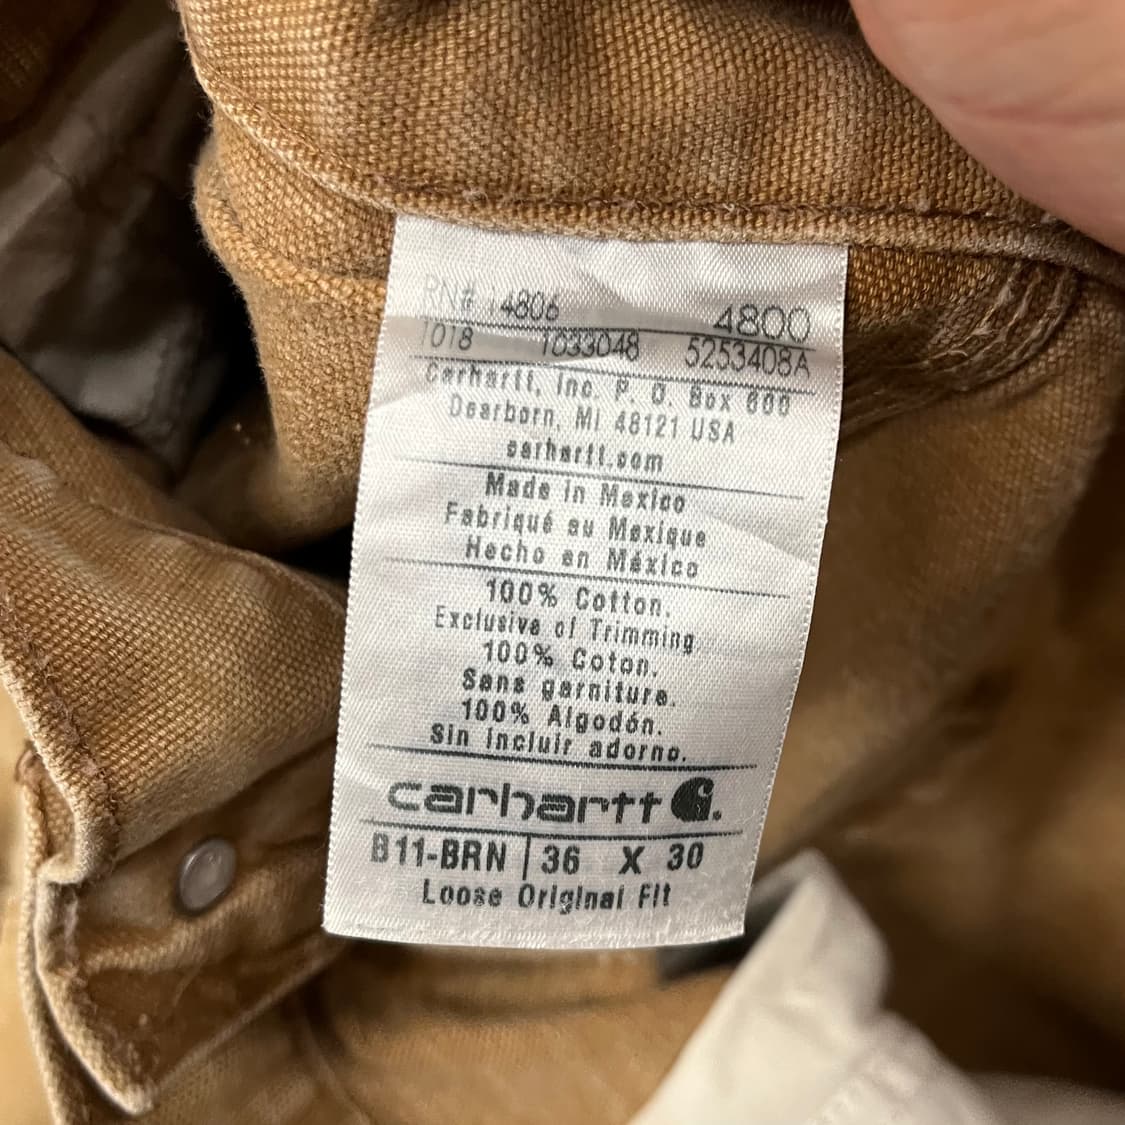 RN# 14806 4800
1018 1033048 5253408A
Carhartt, Inc. P. O. Box 600
Dearborn, MI 48121 USA
carhartt.com
Made in Mexico
Fabriqué au Mexique
Hecho en México
100% Cotton.
Exclusive of Trimming
100% Coton.
Sans garniture.
100% Algodón.
Sin incluir adorno.
carhartt
B11-BRN | 36 X 30
Loose Original Fit